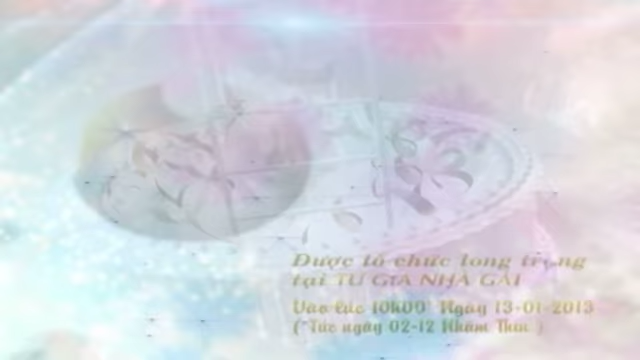 Được tổ chức long trọng
tại TƯ GIA NHÀ GÁI
Vào lúc 10h00' Ngày 13-01-2013
( Tức ngày 02-12 Nhâm Thìn )